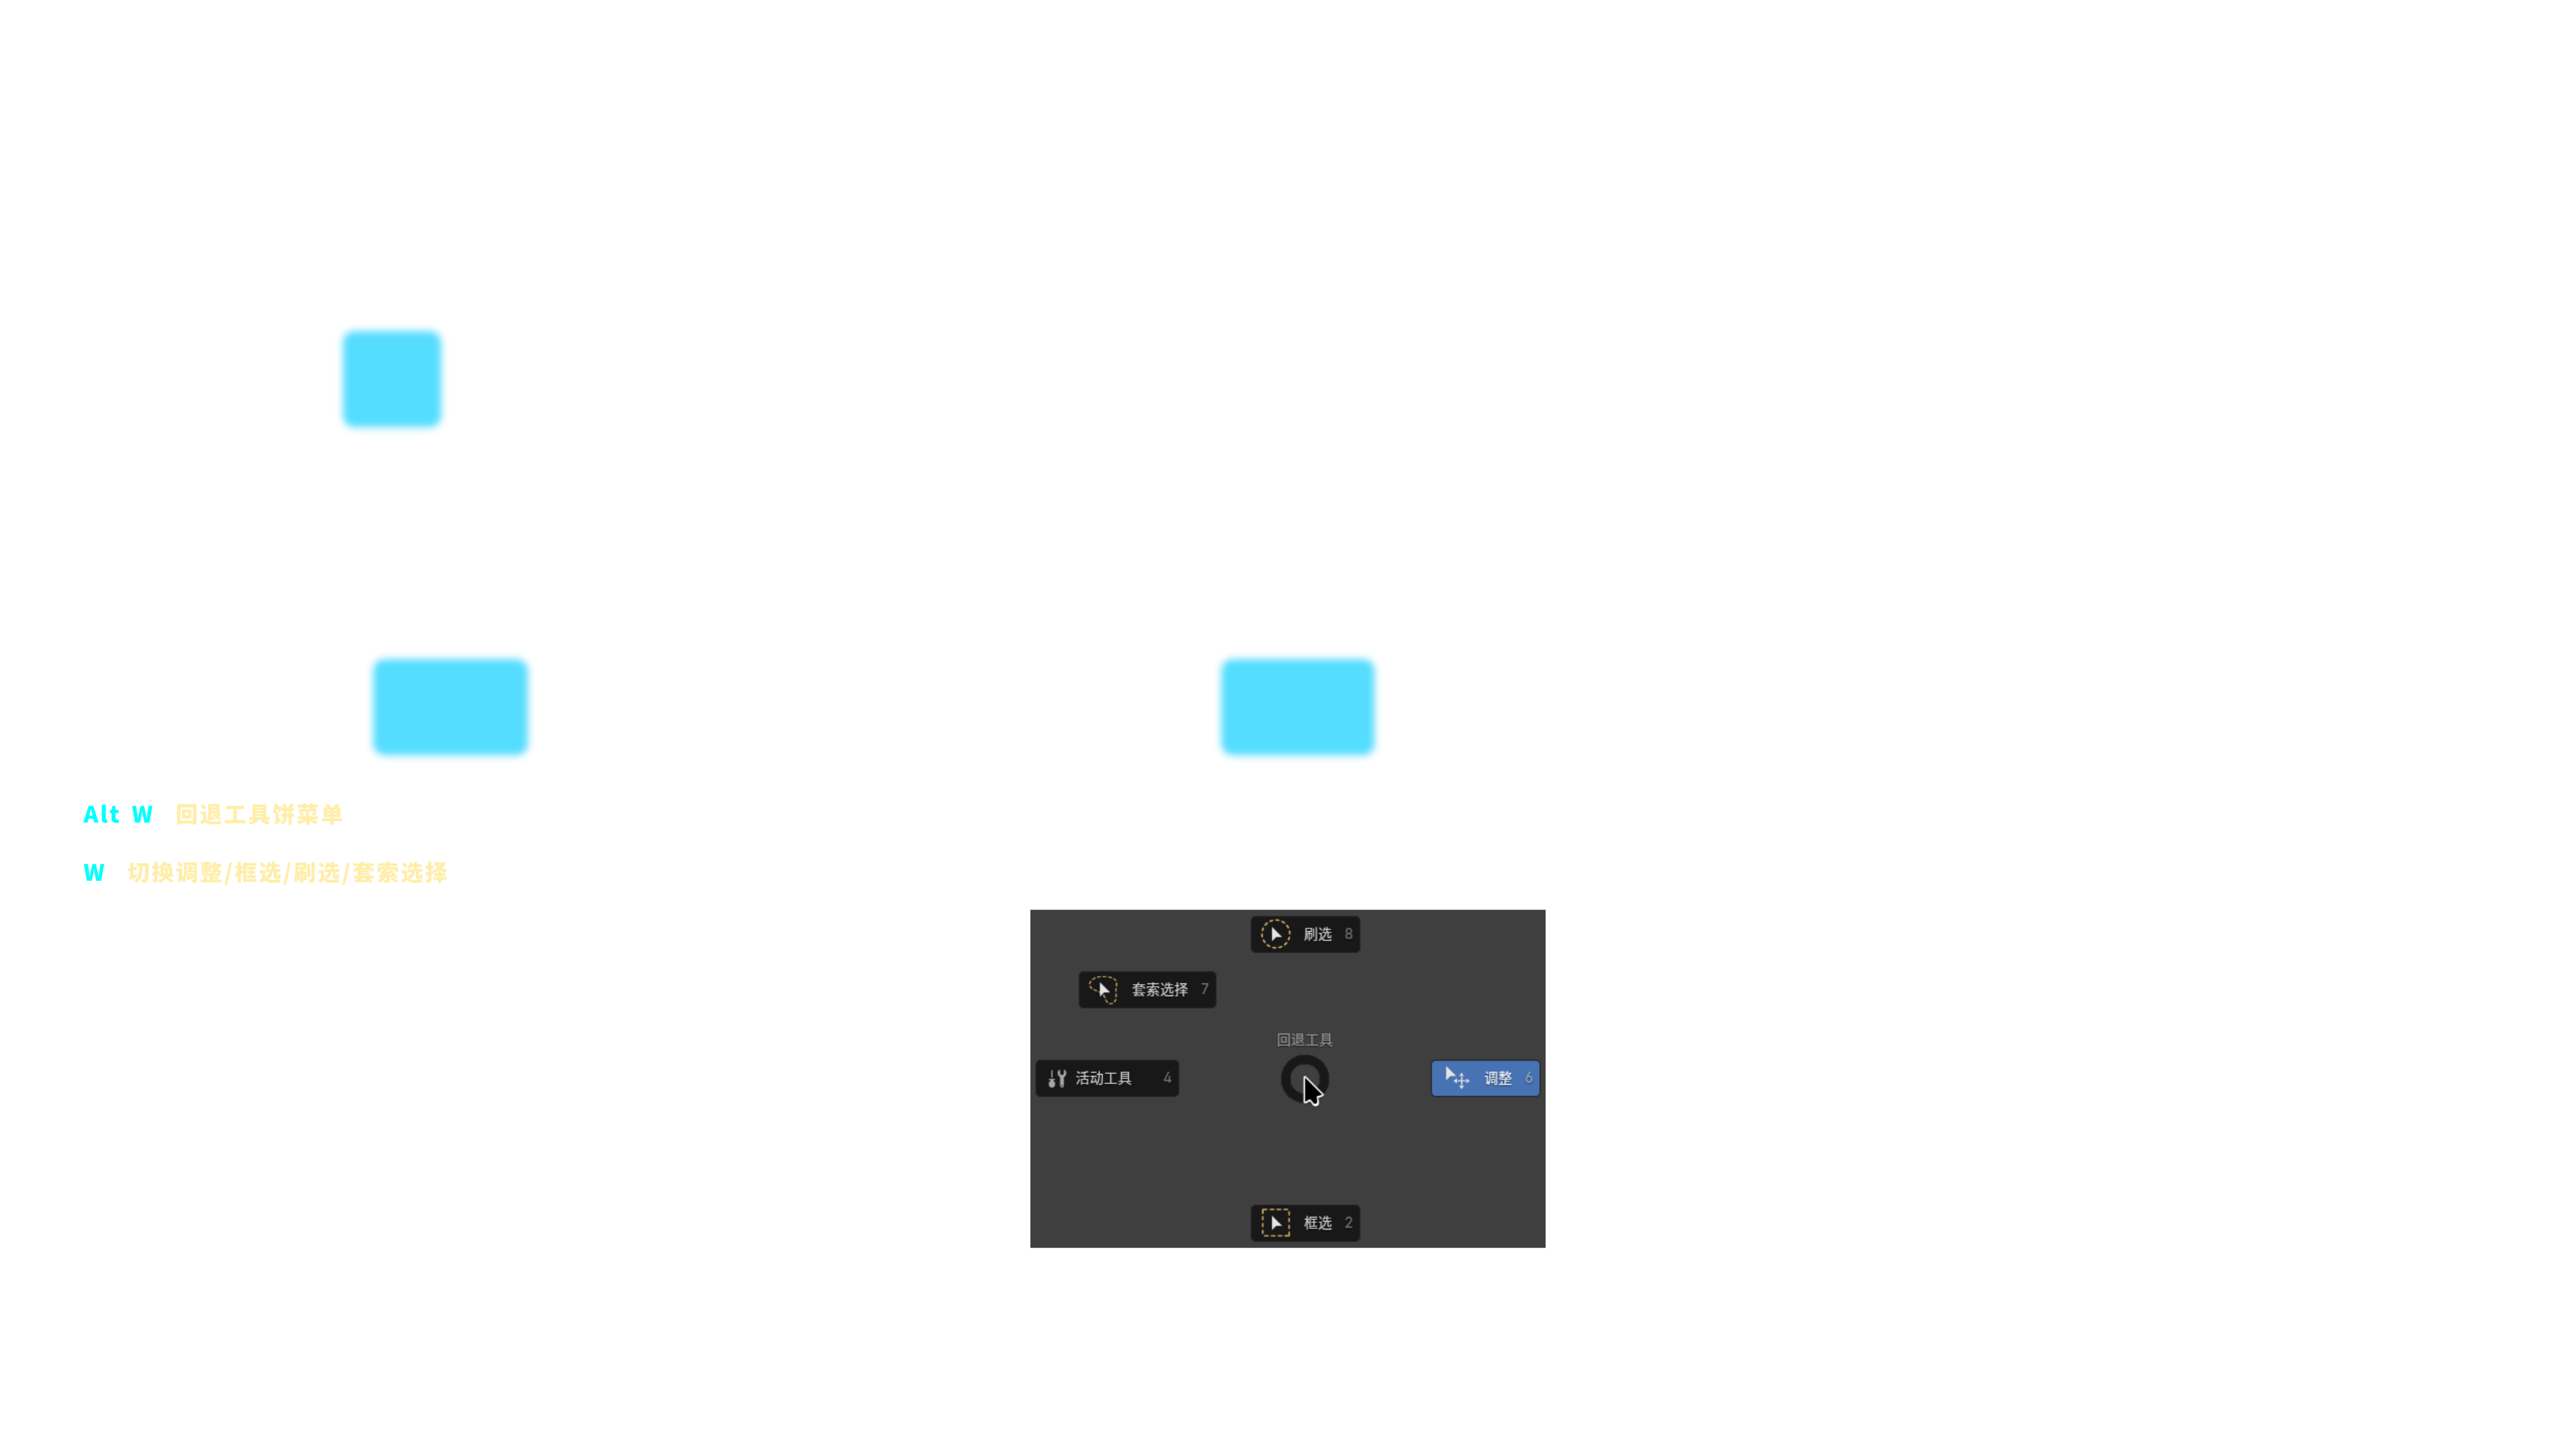 Alt W 回退工具饼菜单
W 切换调整/框选/刷选/套索选择
刷选 8
套索选择 7
回退工具
活动工具 4
调整 6
框选 2